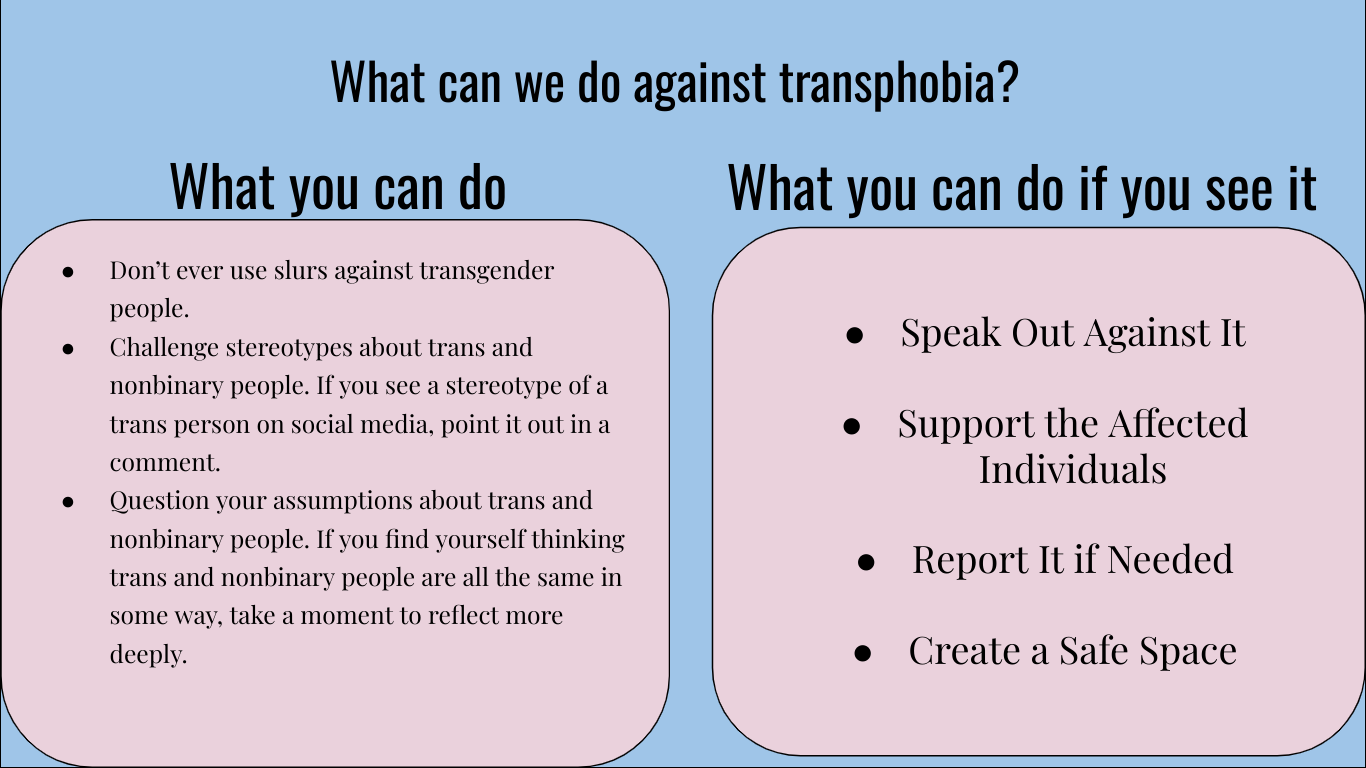 What can we do against transphobia?
What you can do
● Don’t ever use slurs against transgender
people.
● Challenge stereotypes about trans and
nonbinary people. If you see a stereotype of a
trans person on social media, point it out in a
comment.
● Question your assumptions about trans and
nonbinary people. If you find yourself thinking
trans and nonbinary people are all the same in
some way, take a moment to reflect more
deeply.
What you can do if you see it
● Speak Out Against It
● Support the Affected
Individuals
● Report It if Needed
● Create a Safe Space